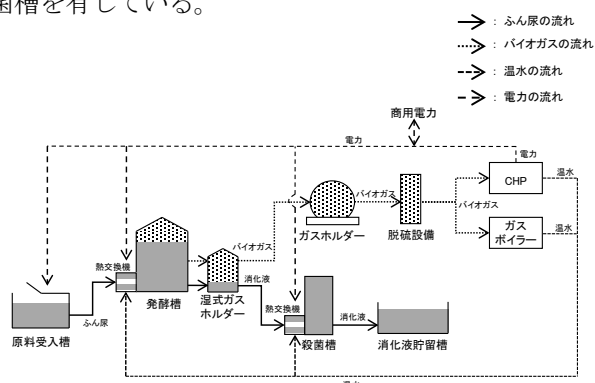 菌槽を有している。
: ふん尿の流れ
: バイオガスの流れ
: 温水の流れ
: 電力の流れ
商用電力
電力
電力
温水
CHP
バイオガス
バイオガス
ガスホルダー
脱硫設備
ガス
ボイラー
温水
バイオガス
熱交換機
発酵槽
湿式ガス
ホルダー
消化液
熱交換機
消化液
原料受入槽
ふん尿
殺菌槽
消化液貯留槽